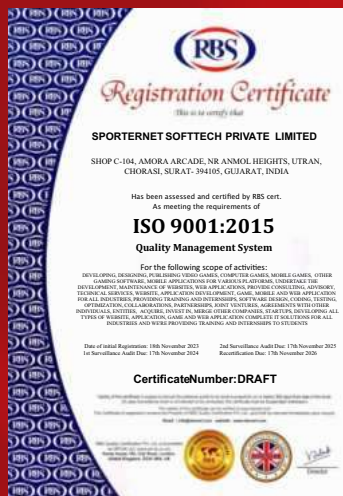 RBS
Registration Certificate
This is to certify that
SPORTERNET SOFTTECH PRIVATE LIMITED
SHOP C-104, AMORA ARCADE, NR ANMOL HEIGHTS, UTRAN,
CHORASI, SURAT- 394105, GUJARAT, INDIA
Has been assessed and certified by RBS cert.
As meeting the requirements of
ISO 9001:2015
Quality Management System
For the following scope of activities:
DEVELOPING, DESIGNING, PUBLISHING VIDEO GAMES, COMPUTER GAMES, MOBILE GAMES, OTHER
GAMING SOFTWARE, MOBILE APPLICATIONS FOR VARIOUS PLATFORMS, UNDERTAKE THE
DEVELOPMENT, MAINTENANCE OF WEBSITES, WEB APPLICATIONS, PROVIDE CONSULTING, ADVISORY,
TECHNICAL SERVICES, WEBSITE, APPLICATION DEVELOPMENT, GAME, MOBILE AND WEB APPLICATION
FOR ALL INDUSTRIES, PROVIDING TRAINING AND INTERNSHIPS, SOFTWARE DESIGN, CODING, TESTING,
OPTIMIZATION, COLLABORATIONS, PARTNERSHIPS, JOINT VENTURES, AGREEMENTS WITH OTHER
INDIVIDUALS, ENTITIES, ACQUIRE, INVEST IN, MERGE OTHER COMPANIES, STARTUPS, DEVELOPING ALL
TYPES OF WEBSITE, APPLICATION, GAME AND WEB APPLICATION COMPLETE IT SOLUTIONS FOR ALL
INDUSTRIES AND WE'RE PROVIDING TRAINING AND INTERNSHIPS TO STUDENTS
Date of initial Registration: 18th November 2023 2nd Surveillance Audit Due: 17th November 2025
1st Surveillance Audit Due: 17th November 2024 Recertification Due: 17th November 2026
CertificateNumber:DRAFT
Director